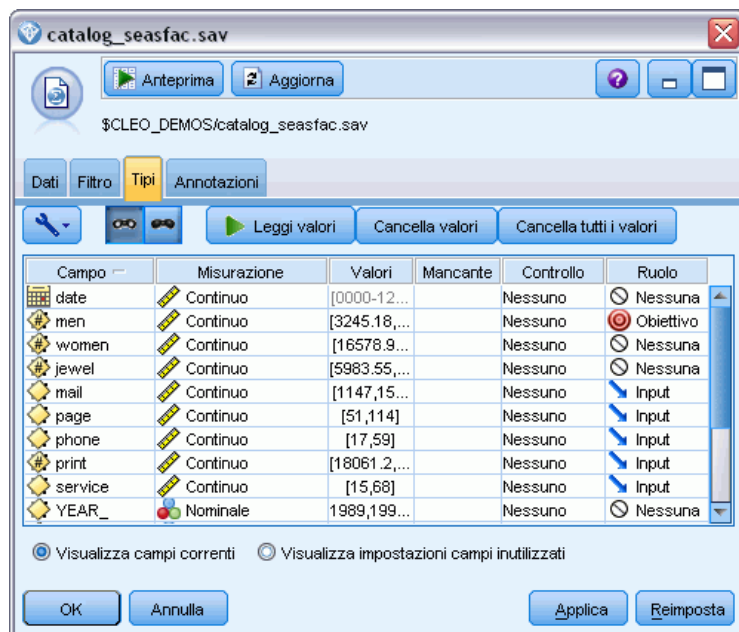 catalog_seasfac.sav
Anteprima Aggiorna
$CLEO_DEMOS/catalog_seasfac.sav
Dati Filtro Tipi Annotazioni
Leggi valori Cancella valori Cancella tutti i valori
Campo Misurazione Valori Mancante Controllo Ruolo
date Continuo [0000-12... Nessuno Nessuna
men Continuo [3245.18,... Nessuno Obiettivo
women Continuo [16578.9... Nessuno Nessuna
jewel Continuo [5983.55,... Nessuno Nessuna
mail Continuo [1147,15... Nessuno Input
page Continuo [51,114] Nessuno Input
phone Continuo [17,59] Nessuno Input
print Continuo [18061.2,... Nessuno Input
service Continuo [15,68] Nessuno Input
YEAR_ Nominale 1989,199... Nessuno Nessuna
Visualizza campi correnti Visualizza impostazioni campi inutilizzati
OK Annulla Applica Reimposta